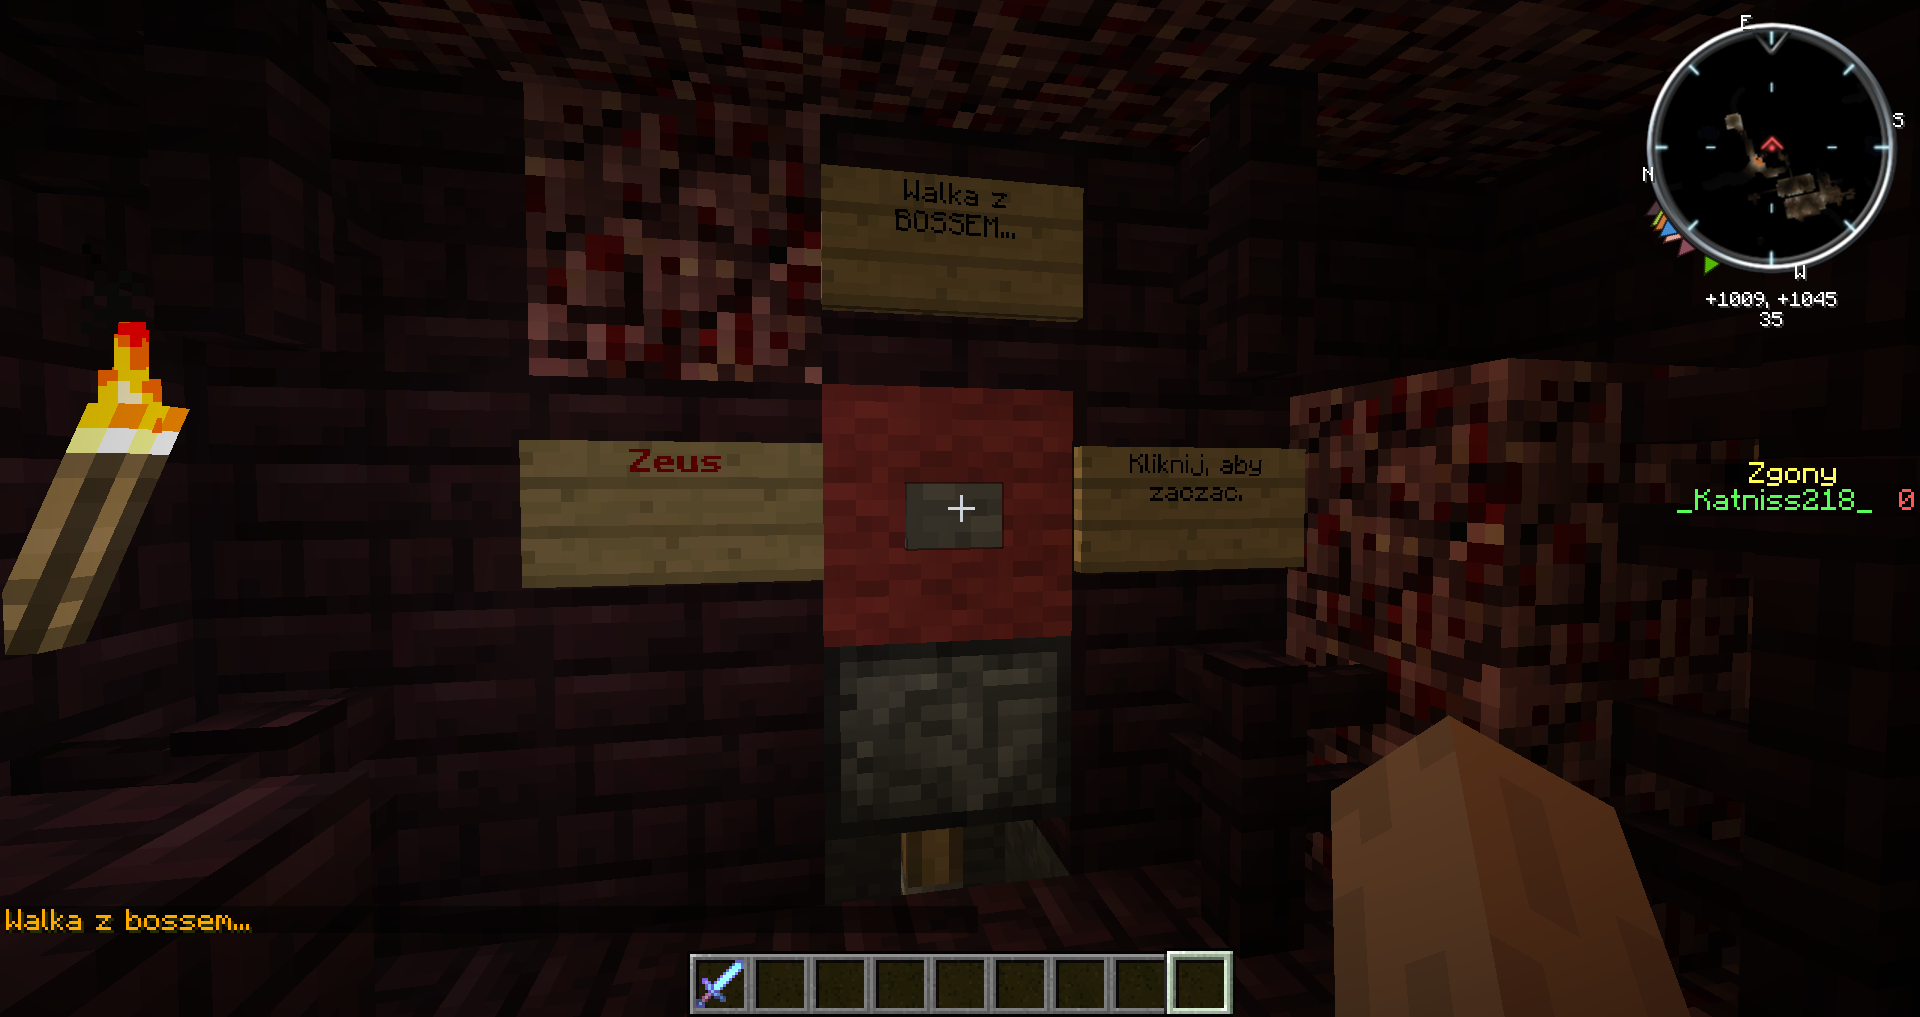 F
S
N
W
+1009, +1045
35
Walka z
BOSSEM...
Zeus
Kliknij, aby
zaczac.
Zgony
_Katniss218_ 0
Walka z bossem...